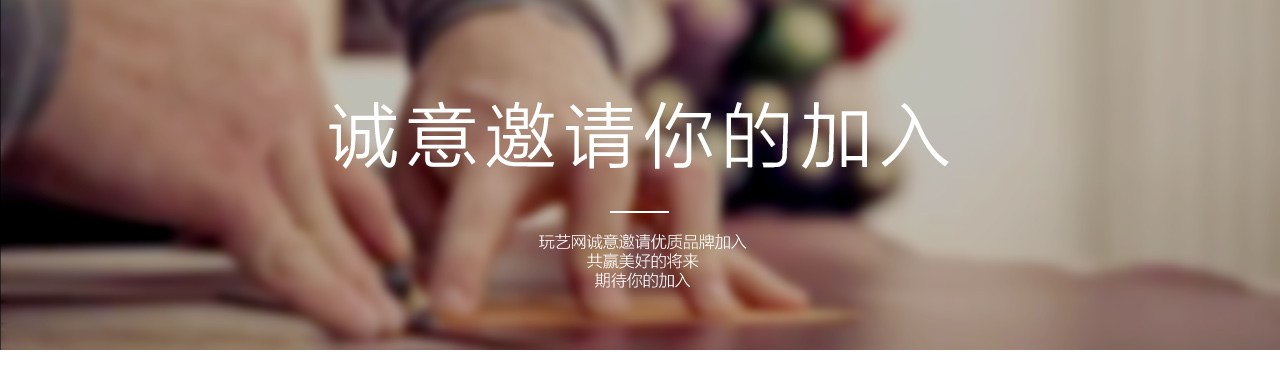 诚意邀请你的加入
玩艺网诚意邀请优质品牌加入
共赢美好的将来
期待你的加入